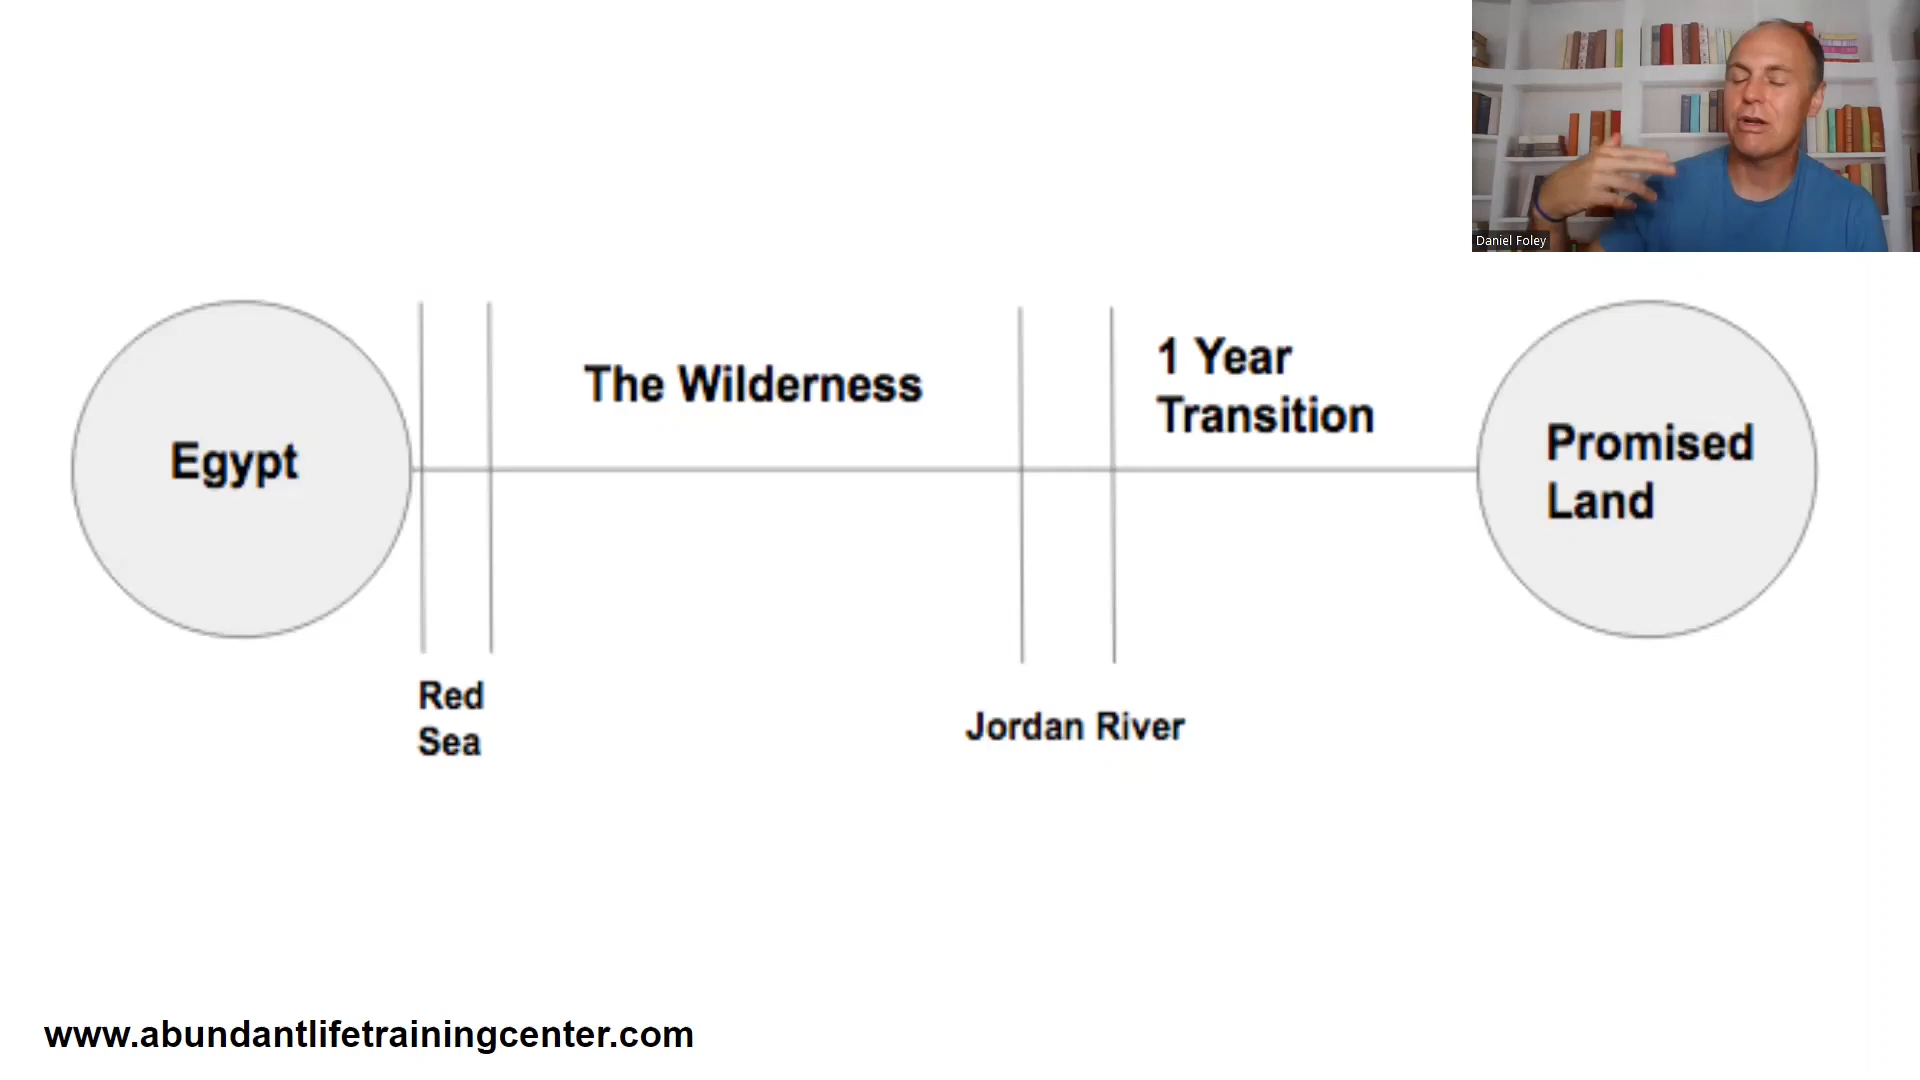 Daniel Foley
Egypt
The Wilderness
1 Year
Transition
Promised
Land
Red
Sea
Jordan River
www.abundantlifetrainingcenter.com